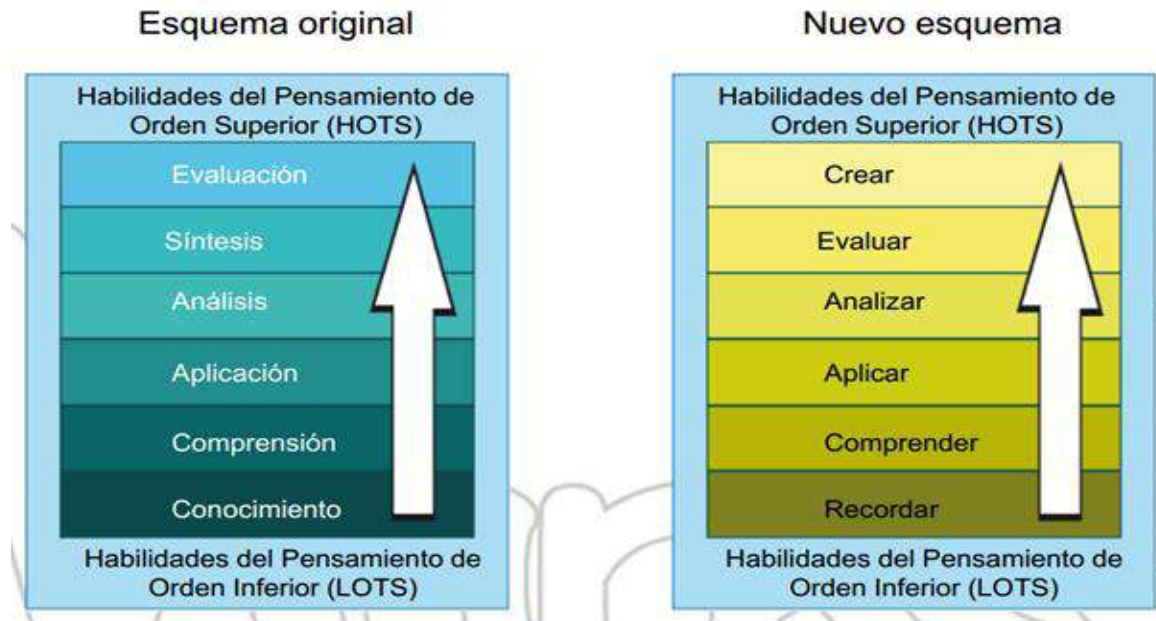 Esquema original
Habilidades del Pensamiento de
Orden Superior (HOTS)
Evaluación
Síntesis
Análisis
Aplicación
Comprensión
Conocimiento
Habilidades del Pensamiento de
Orden Inferior (LOTS)
Nuevo esquema
Habilidades del Pensamiento de
Orden Superior (HOTS)
Crear
Evaluar
Analizar
Aplicar
Comprender
Recordar
Habilidades del Pensamiento de
Orden Inferior (LOTS)